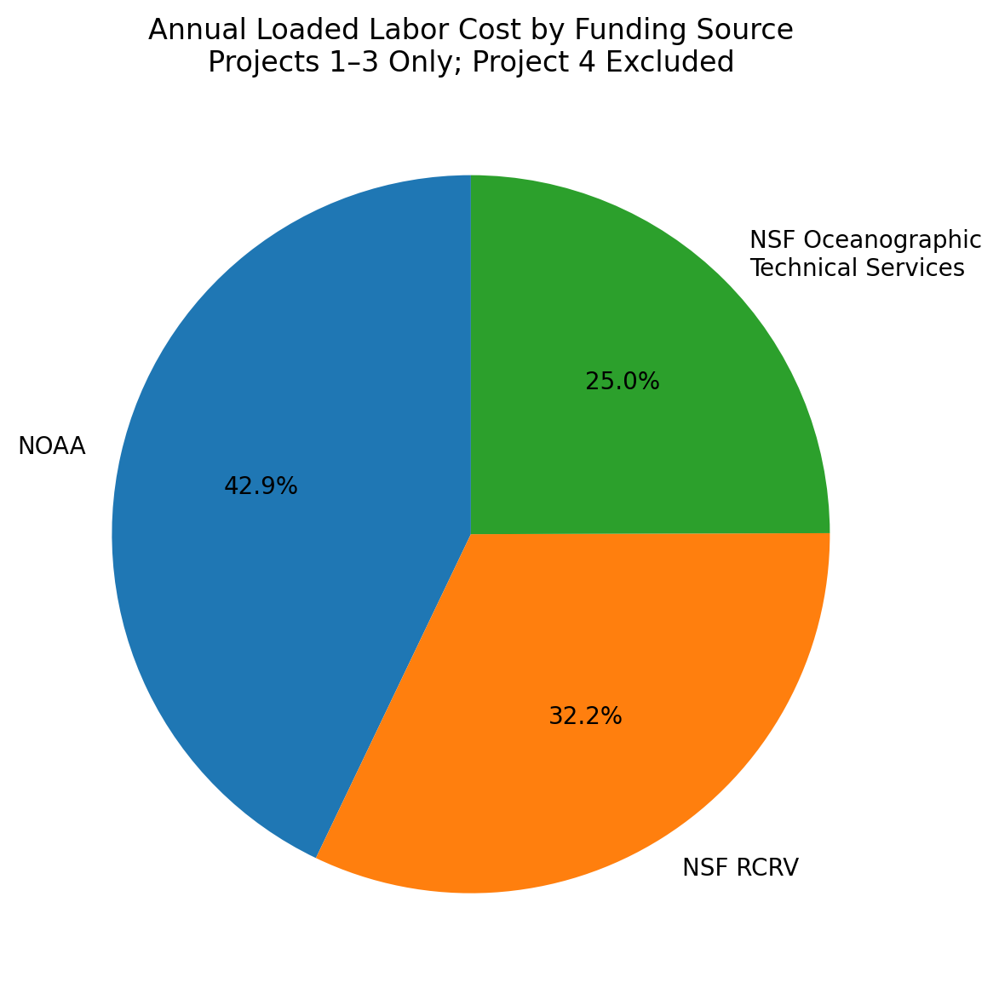 Annual Loaded Labor Cost by Funding Source
Projects 1–3 Only; Project 4 Excluded
NSF Oceanographic
Technical Services
25.0%
NOAA
42.9%
32.2%
NSF RCRV